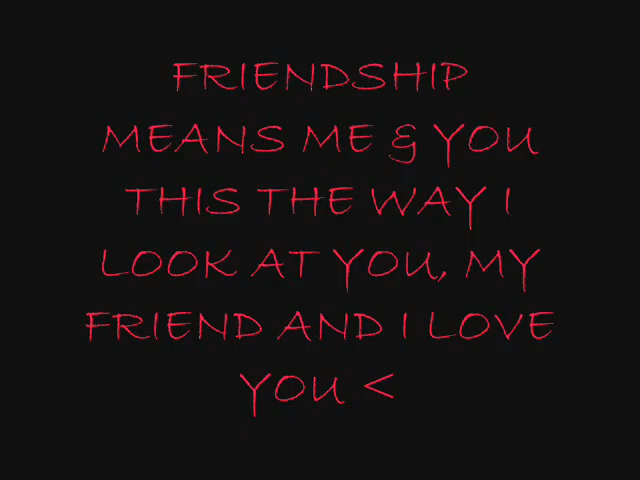 FRIENDSHIP
MEANS ME & YOU
THIS THE WAY I
LOOK AT YOU, MY
FRIEND AND I LOVE
YOU <